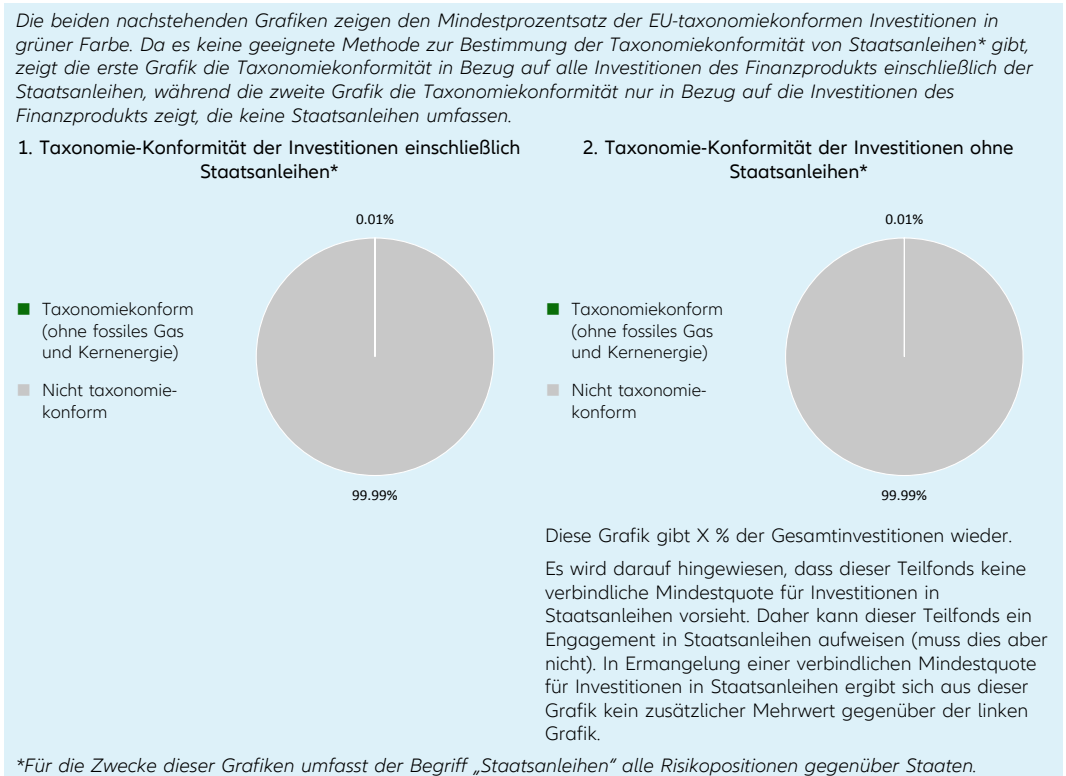 Die beiden nachstehenden Grafiken zeigen den Mindestprozentsatz der EU-taxonomiekonformen Investitionen in
grüner Farbe. Da es keine geeignete Methode zur Bestimmung der Taxonomiekonformität von Staatsanleihen* gibt,
zeigt die erste Grafik die Taxonomiekonformität in Bezug auf alle Investitionen des Finanzprodukts einschließlich der
Staatsanleihen, während die zweite Grafik die Taxonomiekonformität nur in Bezug auf die Investitionen des
Finanzprodukts zeigt, die keine Staatsanleihen umfassen.
1. Taxonomie-Konformität der Investitionen einschließlich
Staatsanleihen*
0.01%
Taxonomiekonform
(ohne fossiles Gas
und Kernenergie)
Nicht taxonomie-
konform
99.99%
2. Taxonomie-Konformität der Investitionen ohne
Staatsanleihen*
0.01%
Taxonomiekonform
(ohne fossiles Gas
und Kernenergie)
Nicht taxonomie-
konform
99.99%
Diese Grafik gibt X % der Gesamtinvestitionen wieder.
Es wird darauf hingewiesen, dass dieser Teilfonds keine
verbindliche Mindestquote für Investitionen in
Staatsanleihen vorsieht. Daher kann dieser Teilfonds ein
Engagement in Staatsanleihen aufweisen (muss dies aber
nicht). In Ermangelung einer verbindlichen Mindestquote
für Investitionen in Staatsanleihen ergibt sich aus dieser
Grafik kein zusätzlicher Mehrwert gegenüber der linken
Grafik.
*Für die Zwecke dieser Grafiken umfasst der Begriff „Staatsanleihen“ alle Risikopositionen gegenüber Staaten.